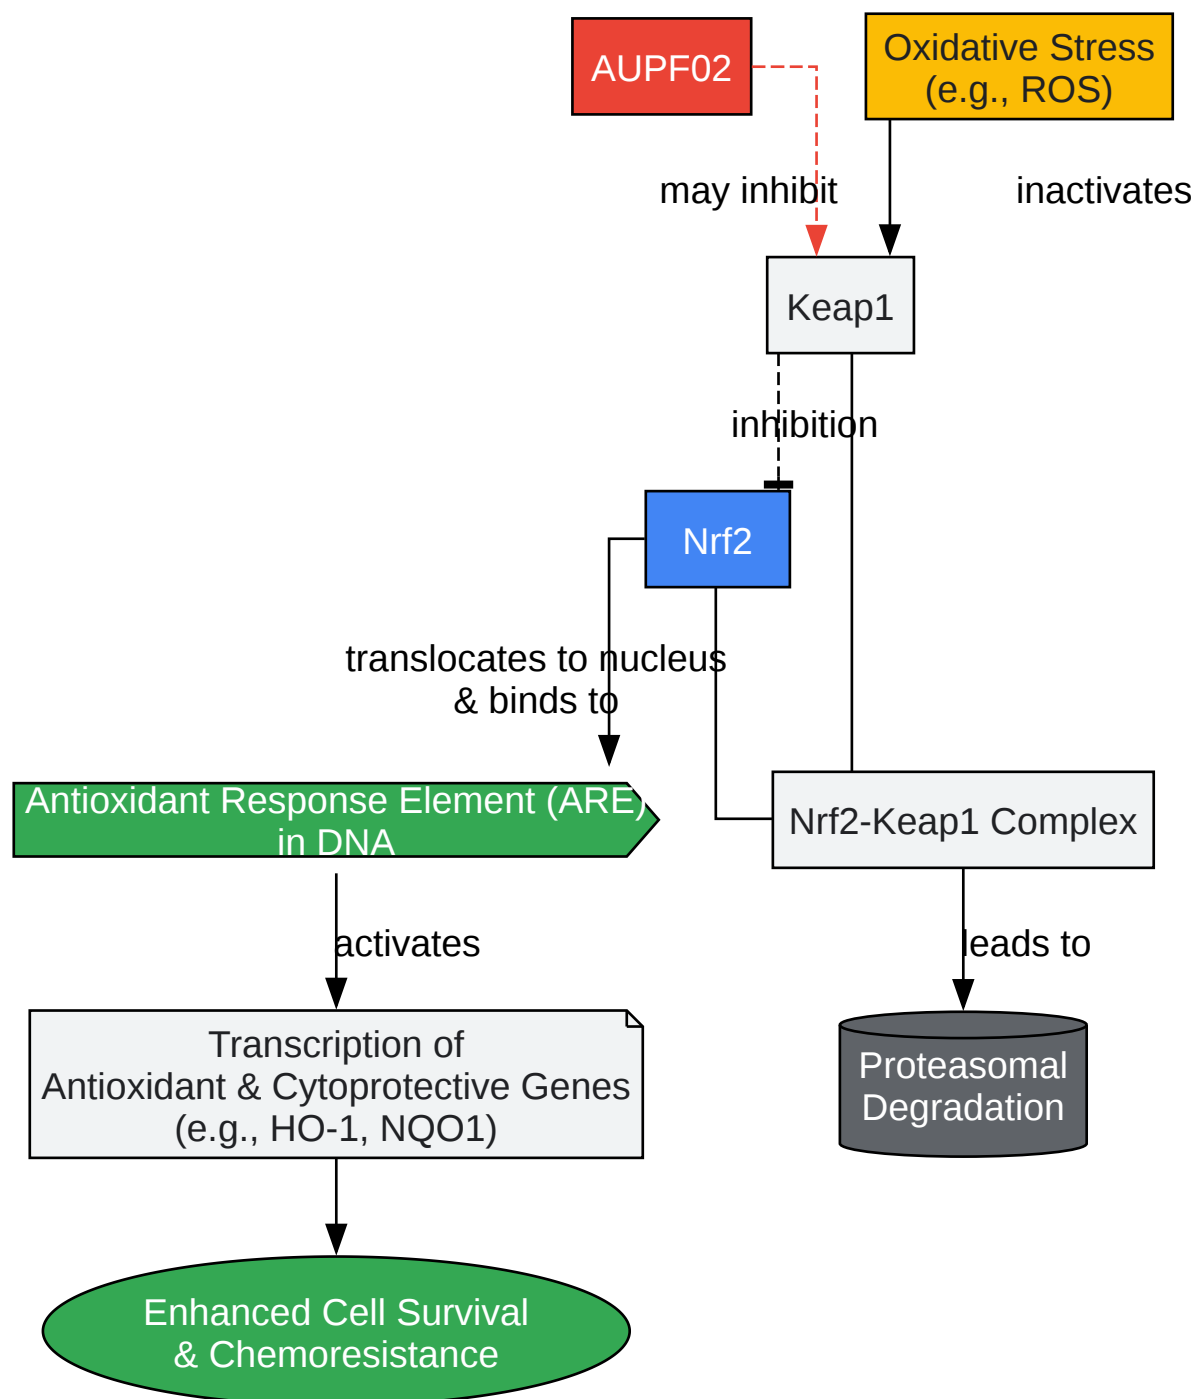 AUPF02
Oxidative Stress
(e.g., ROS)
may inhibit
inactivates
Keap1
inhibition
Nrf2
translocates to nucleus
& binds to
Antioxidant Response Element (ARE)
in DNA
Nrf2-Keap1 Complex
activates
leads to
Transcription of
Antioxidant & Cytoprotective Genes
(e.g., HO-1, NQO1)
Proteasomal
Degradation
Enhanced Cell Survival
& Chemoresistance